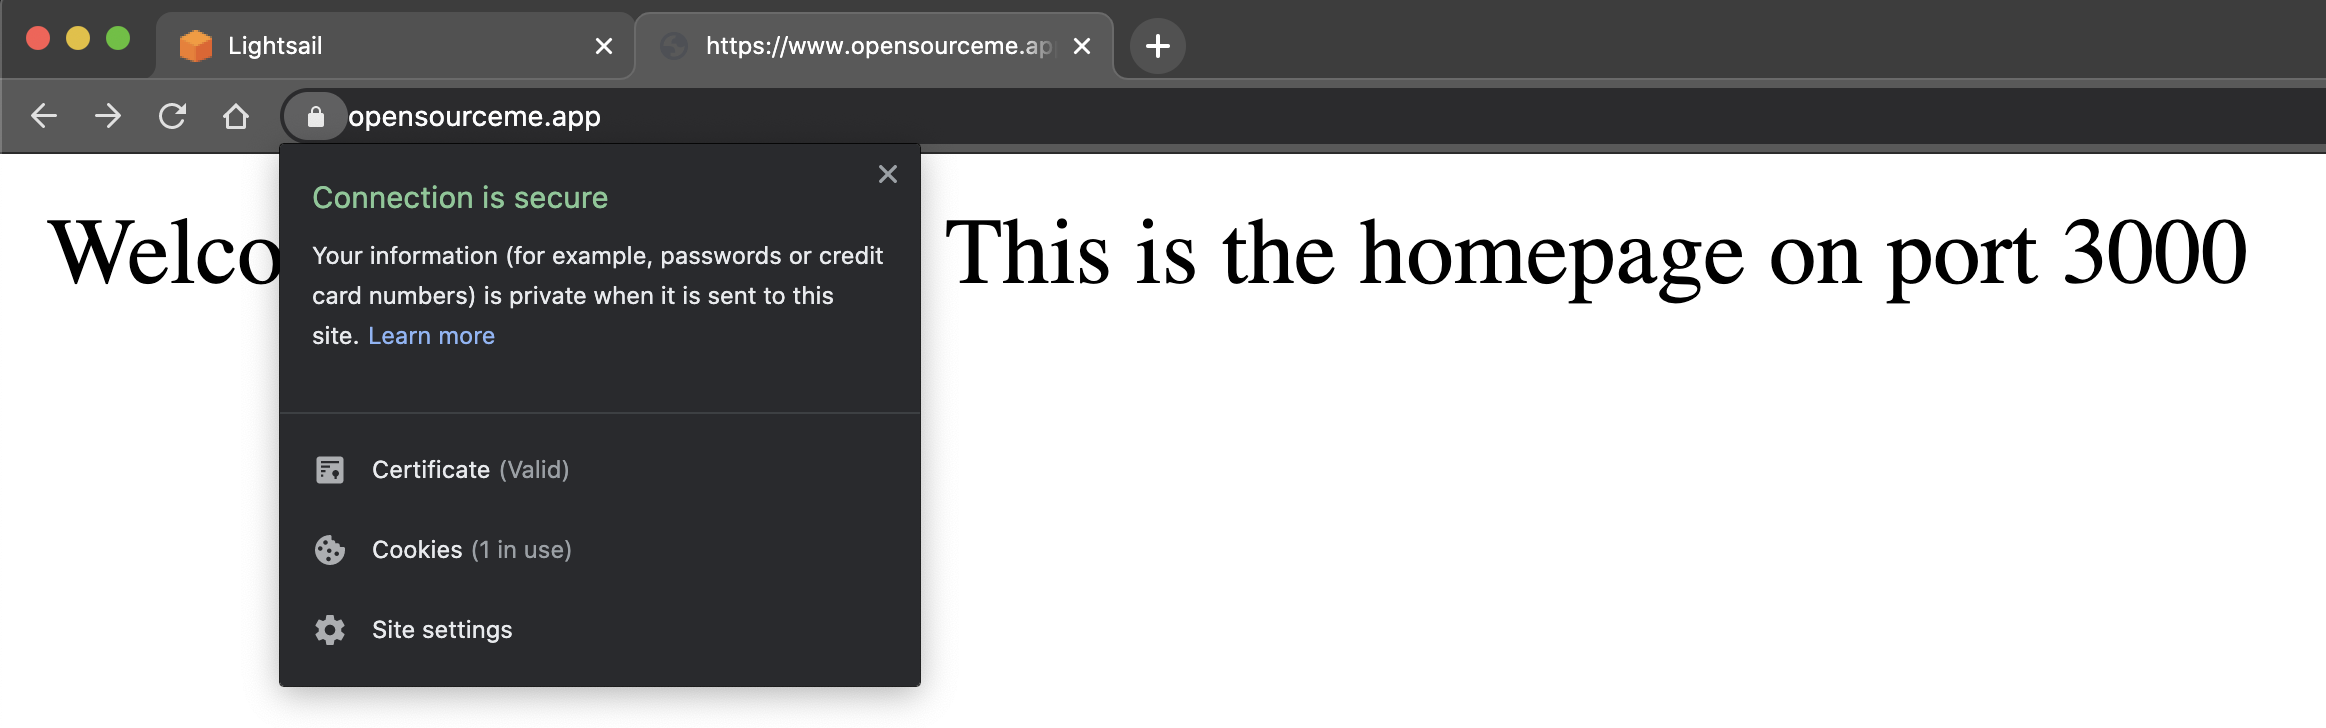 Lightsail
https://www.opensourceme.ap
opensourceme.app
Connection is secure
Your information (for example, passwords or credit
card numbers) is private when it is sent to this
site. Learn more
Certificate (Valid)
Cookies (1 in use)
Site settings
Welco This is the homepage on port 3000